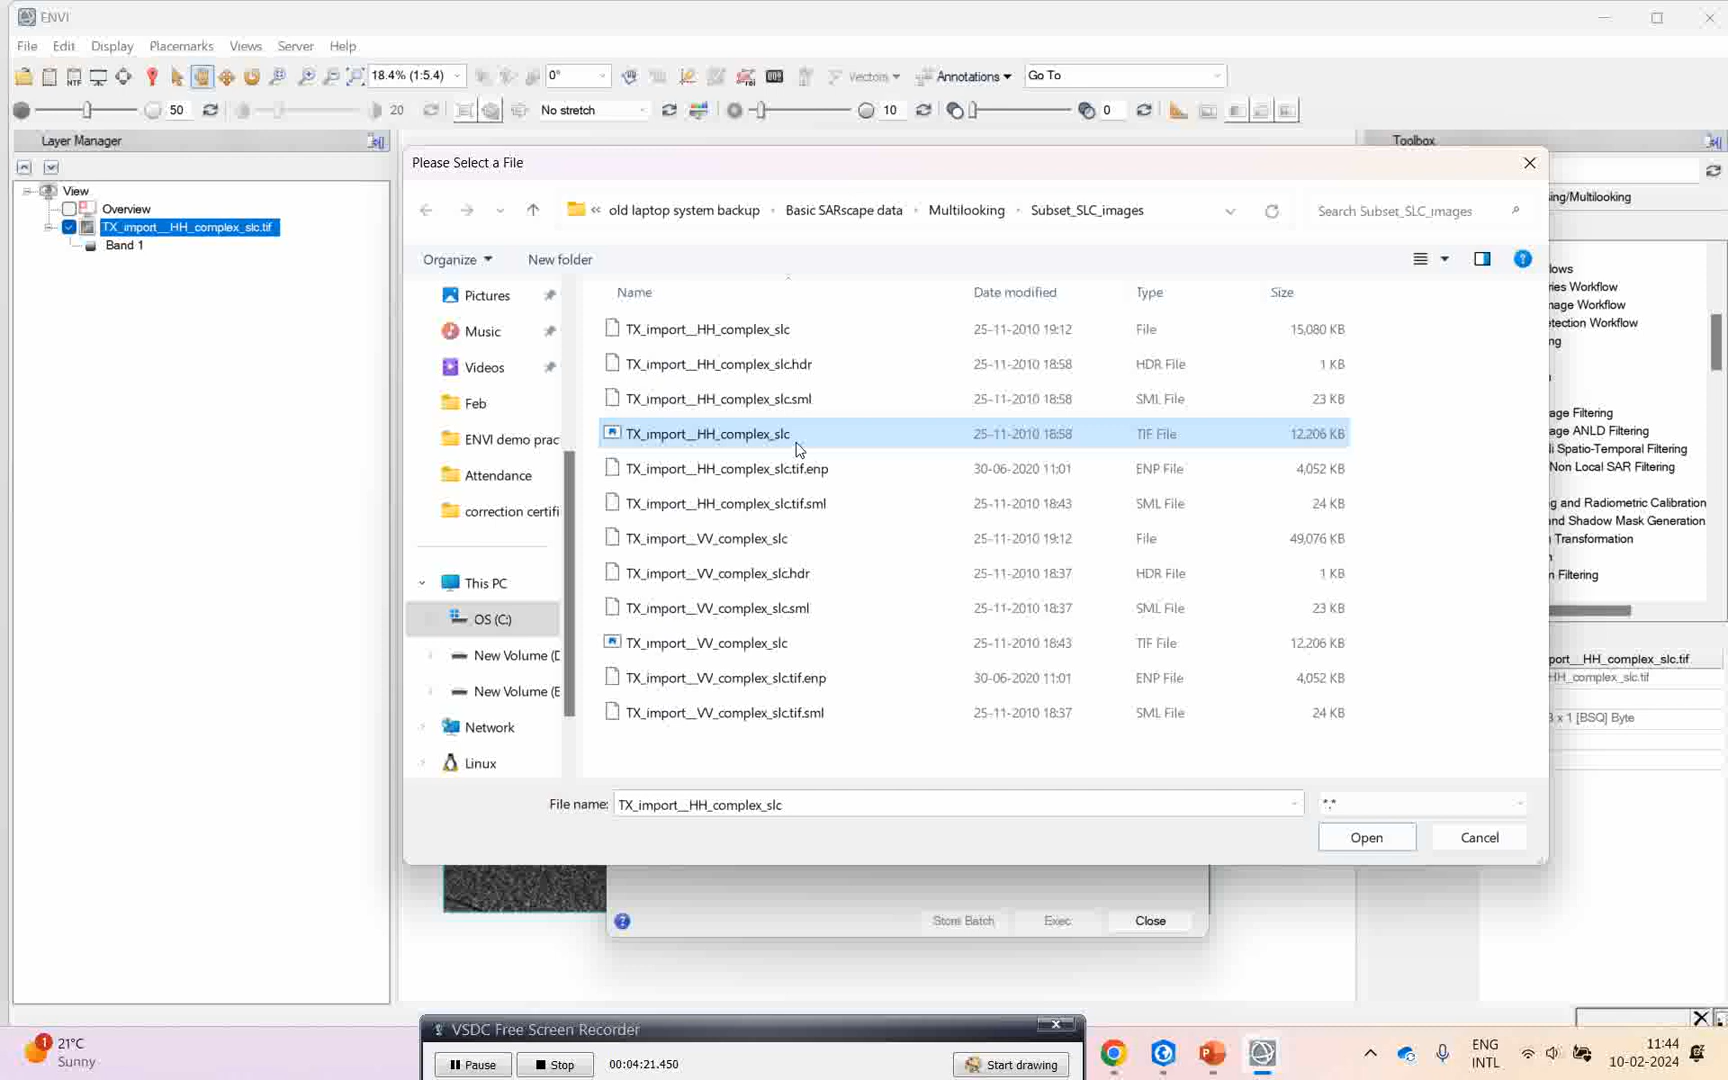 ENVI
File Edit Display Placemarks Views Server Help
18.4% (1:5.4) 0° Vectors Annotations Go To
50 20 No stretch 10 0
Layer Manager
Toolbox
View
Overview
TX_import__HH_complex_slc.tif
Band 1
Please Select a File
« old laptop system backup › Basic SARscape data › Multilooking › Subset_SLC_images
Search Subset_SLC_images
Organize New folder
Name Date modified Type Size
TX_import__HH_complex_slc 25-11-2010 19:12 File 15,080 KB
TX_import__HH_complex_slc.hdr 25-11-2010 18:58 HDR File 1 KB
TX_import__HH_complex_slc.sml 25-11-2010 18:58 SML File 23 KB
TX_import__HH_complex_slc 25-11-2010 18:58 TIF File 12,206 KB
TX_import__HH_complex_slc.tif.enp 30-06-2020 11:01 ENP File 4,052 KB
TX_import__HH_complex_slc.tif.sml 25-11-2010 18:43 SML File 24 KB
TX_import__VV_complex_slc 25-11-2010 19:12 File 49,076 KB
TX_import__VV_complex_slc.hdr 25-11-2010 18:37 HDR File 1 KB
TX_import__VV_complex_slc.sml 25-11-2010 18:37 SML File 23 KB
TX_import__VV_complex_slc 25-11-2010 18:43 TIF File 12,206 KB
TX_import__VV_complex_slc.tif.enp 30-06-2020 11:01 ENP File 4,052 KB
TX_import__VV_complex_slc.tif.sml 25-11-2010 18:37 SML File 24 KB
Pictures
Music
Videos
Feb
ENVI demo prac
Attendance
correction certifi
This PC
OS (C:)
New Volume (D
New Volume (E
Network
Linux
File name: TX_import__HH_complex_slc *.*
Open Cancel
sing/Multilooking
lows
ries Workflow
mage Workflow
etection Workflow
ng
age Filtering
age ANLD Filtering
i Spatio-Temporal Filtering
Non Local SAR Filtering
g and Radiometric Calibration
nd Shadow Mask Generation
Transformation
n
n Filtering
port__HH_complex_slc.tif
HH_complex_slc.tif
3 x 1 [BSQ] Byte
Store Batch Exec Close
VSDC Free Screen Recorder
Pause Stop 00:04:21.450 Start drawing
1
21°C
Sunny
ENG
INTL
11:44
10-02-2024